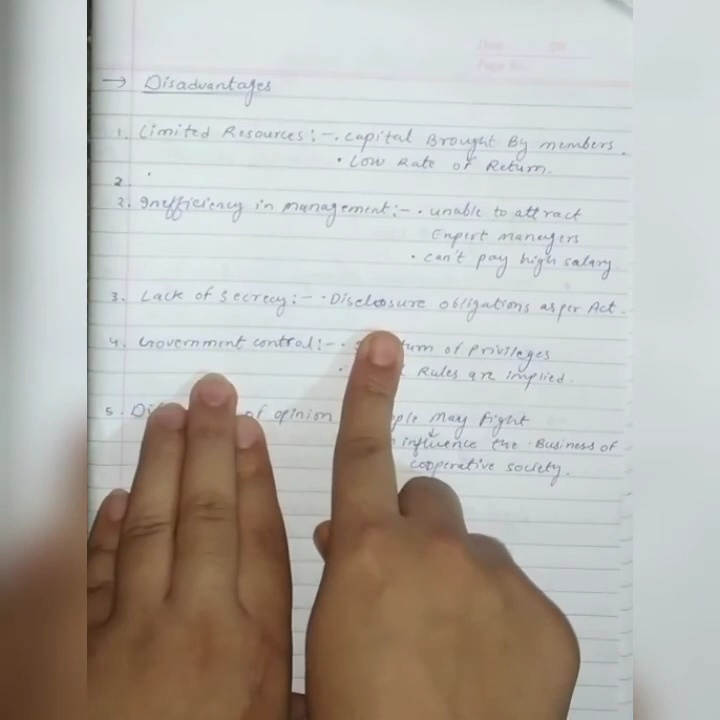 Date 20
Page No.
→ Disadvantages
1. Limited Resources:- . Capital Brought By members.
• Low Rate of Return.
2.
2. Inefficiency in management:- . unable to attract
Expert managers
• can't pay high salary
3. Lack of secrecy:- . Disclosure obligations as per Act.
4. Government control:- . of Privileges
• Rules are implied.
5. of opinion May Fight
influence the Business of
cooperative society.